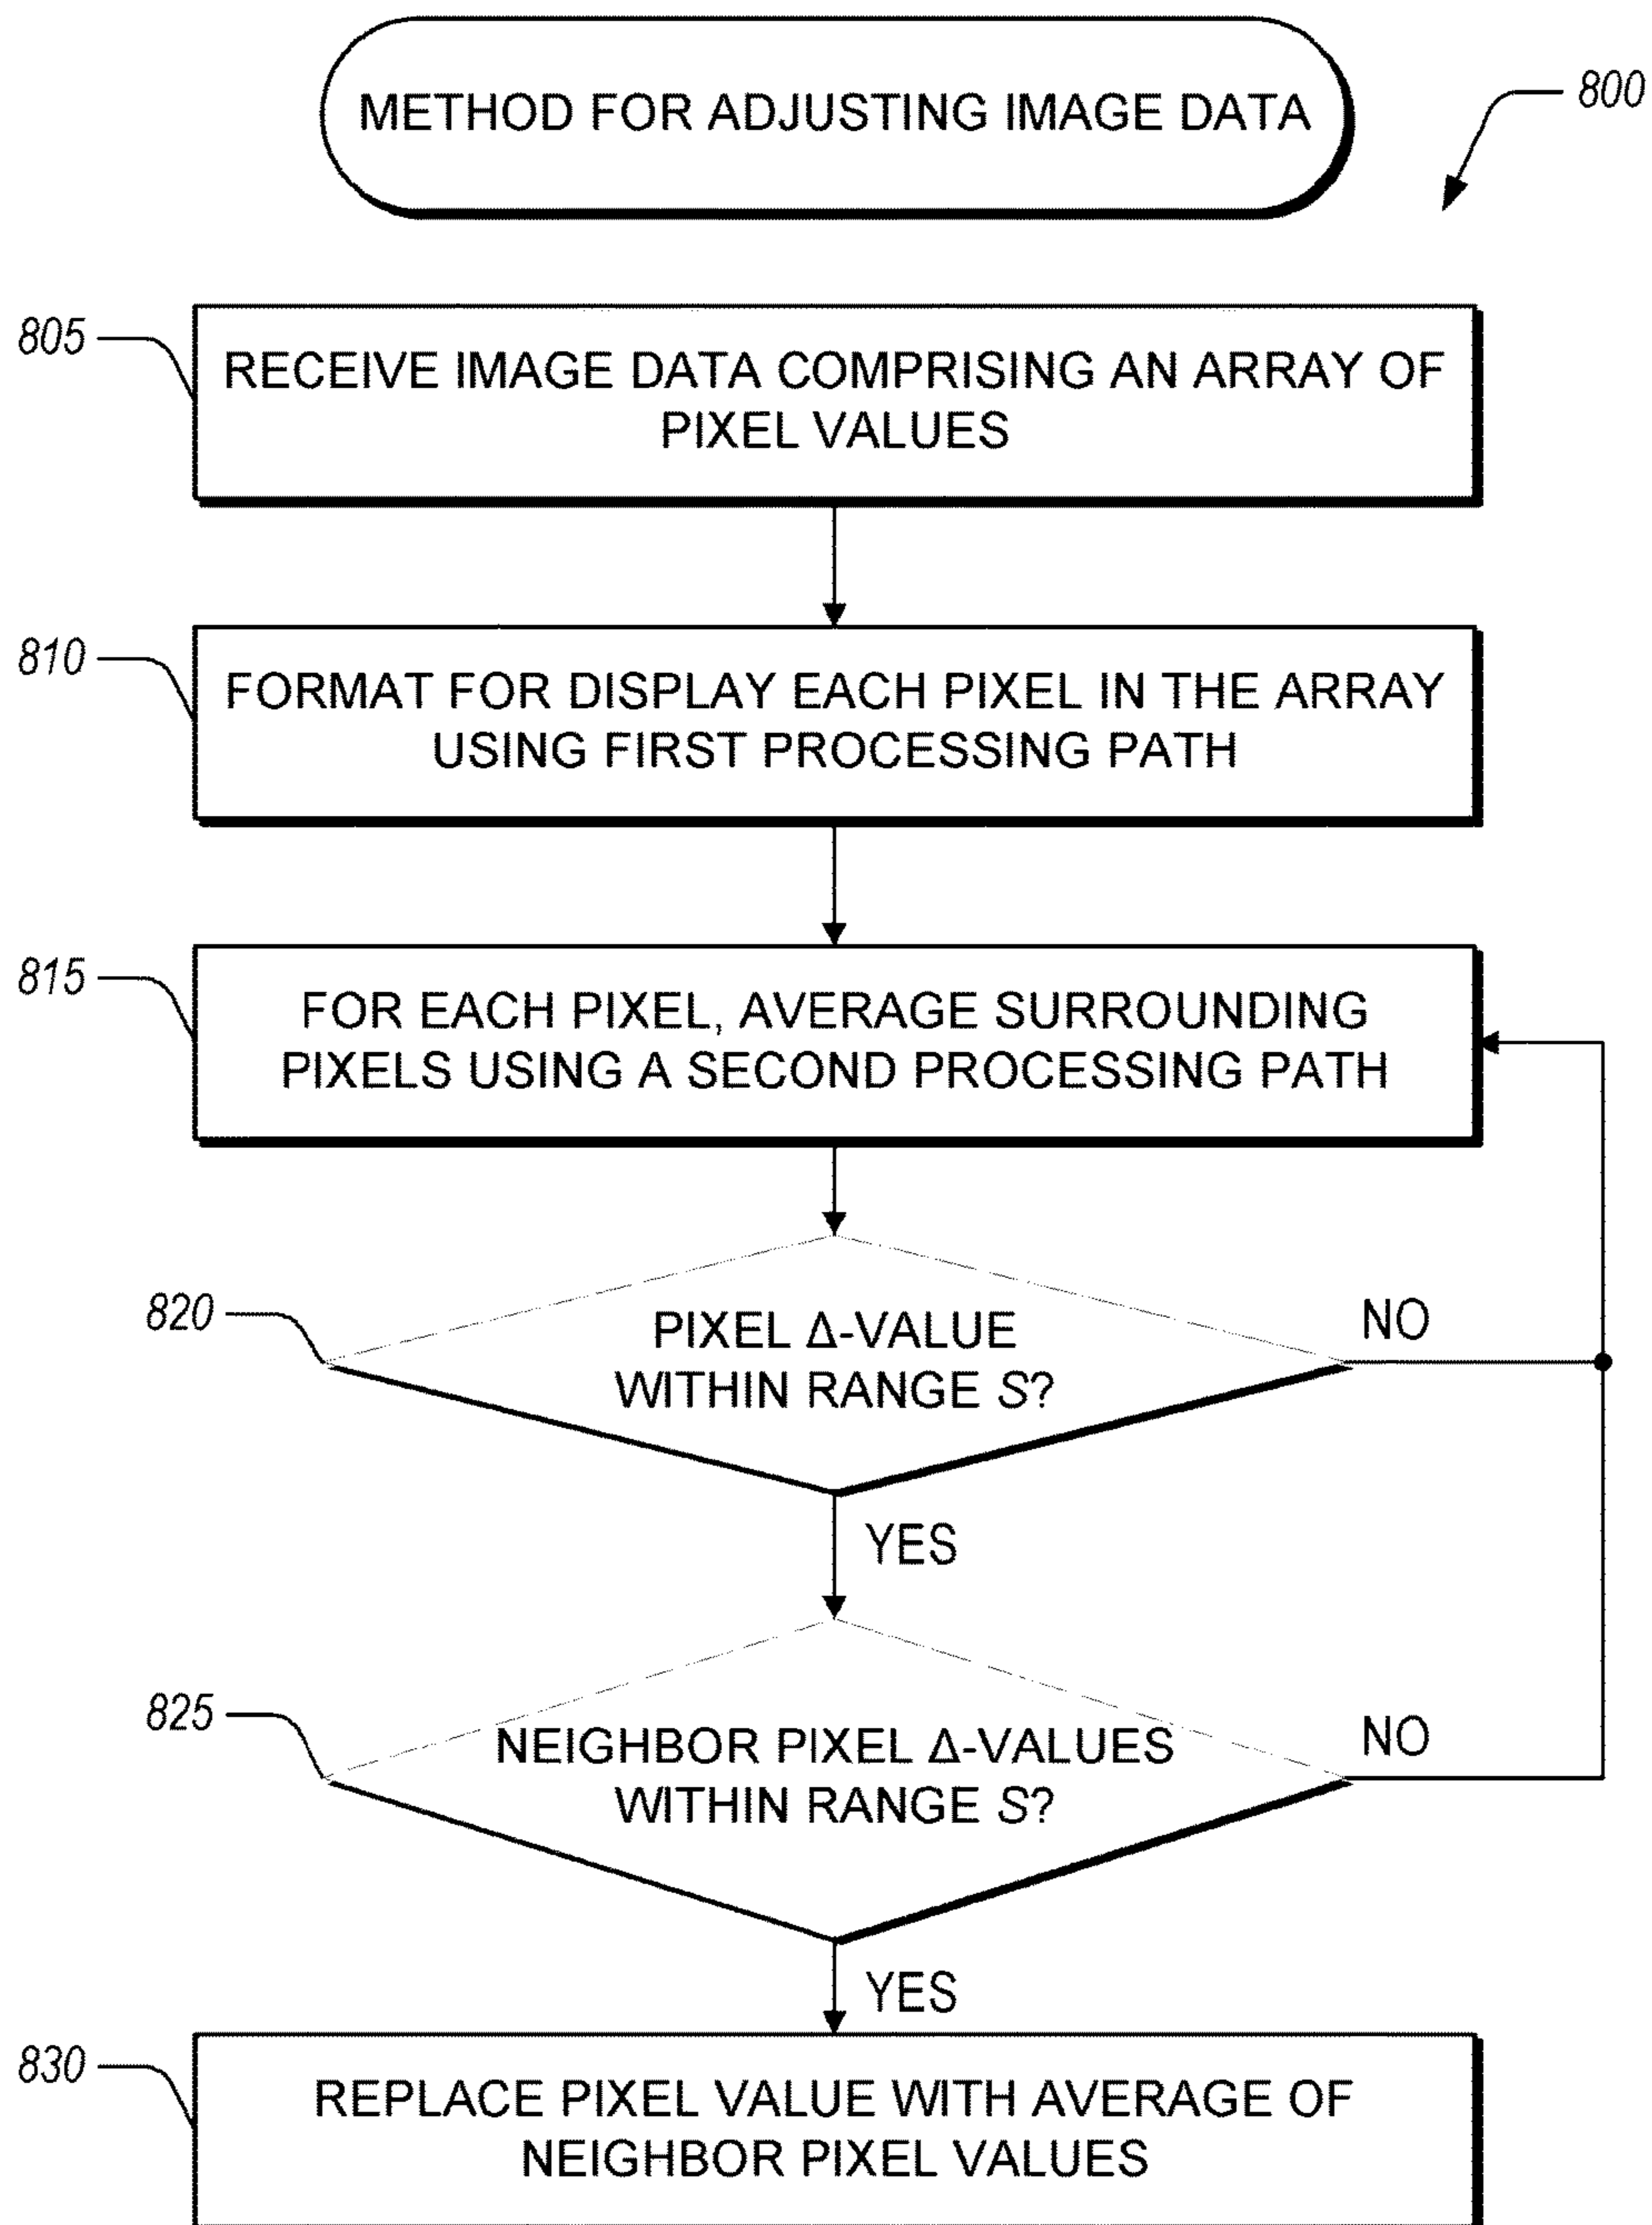 METHOD FOR ADJUSTING IMAGE DATA
800
805
RECEIVE IMAGE DATA COMPRISING AN ARRAY OF
PIXEL VALUES
810
FORMAT FOR DISPLAY EACH PIXEL IN THE ARRAY
USING FIRST PROCESSING PATH
815
FOR EACH PIXEL, AVERAGE SURROUNDING
PIXELS USING A SECOND PROCESSING PATH
820
PIXEL Δ-VALUE
WITHIN RANGE S?
NO
YES
825
NEIGHBOR PIXEL Δ-VALUES
WITHIN RANGE S?
NO
YES
830
REPLACE PIXEL VALUE WITH AVERAGE OF
NEIGHBOR PIXEL VALUES